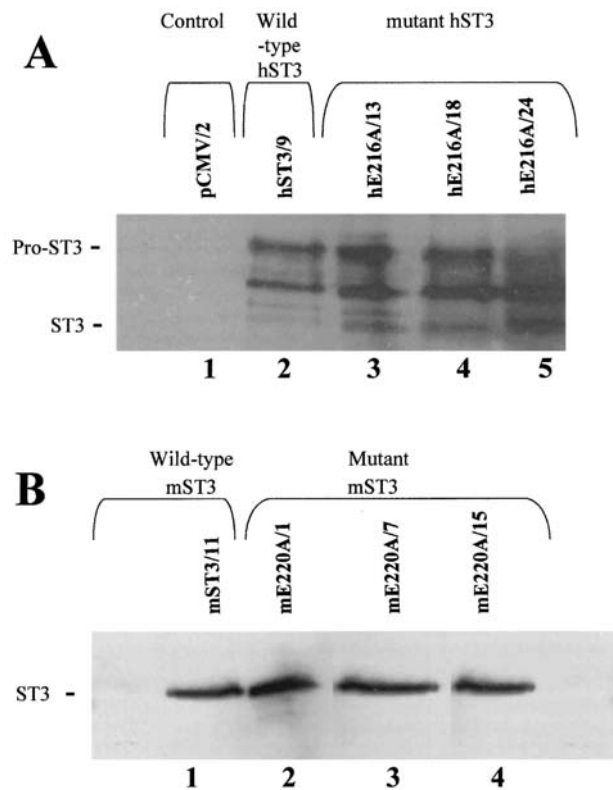 A
Control
Wild
-type
hST3
mutant hST3
pCMV/2
hST3/9
hE216A/13
hE216A/18
hE216A/24
Pro-ST3 -
ST3 -
1 2 3 4 5
B
Wild-type
mST3
Mutant
mST3
mST3/11
mE220A/1
mE220A/7
mE220A/15
ST3 -
1 2 3 4